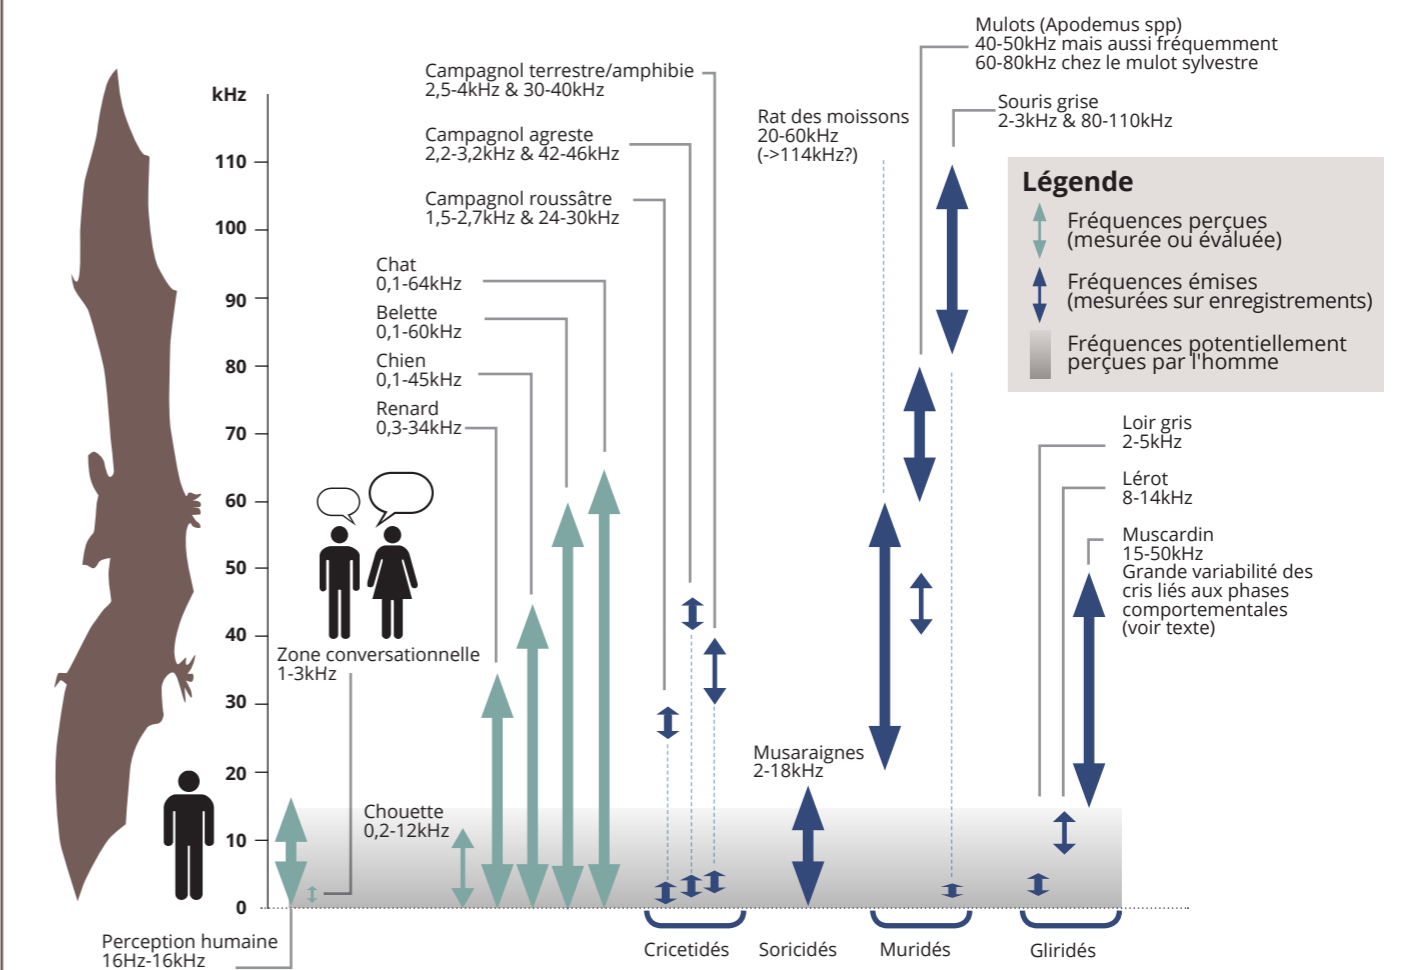 Mulots (Apodemus spp)
40-50kHz mais aussi fréquemment
60-80kHz chez le mulot sylvestre
Campagnol terrestre/amphibie
2,5-4kHz & 30-40kHz
kHz
Souris grise
2-3kHz & 80-110kHz
Rat des moissons
20-60kHz
(->114kHz?)
Campagnol agreste
2,2-3,2kHz & 42-46kHz
Campagnol roussâtre
1,5-2,7kHz & 24-30kHz
Légende
Fréquences perçues
(mesurée ou évaluée)
Fréquences émises
(mesurées sur enregistrements)
Fréquences potentiellement
perçues par l'homme
Chat
0,1-64kHz
Belette
0,1-60kHz
Chien
0,1-45kHz
Renard
0,3-34kHz
110
100
90
80
70
60
50
40
30
20
10
0
Loir gris
2-5kHz
Lérot
8-14kHz
Muscardin
15-50kHz
Grande variabilité des
cris liés aux phases
comportementales
(voir texte)
Zone conversationnelle
1-3kHz
Musaraignes
2-18kHz
Chouette
0,2-12kHz
Perception humaine
16Hz-16kHz
Cricetidés
Soricidés
Muridés
Gliridés